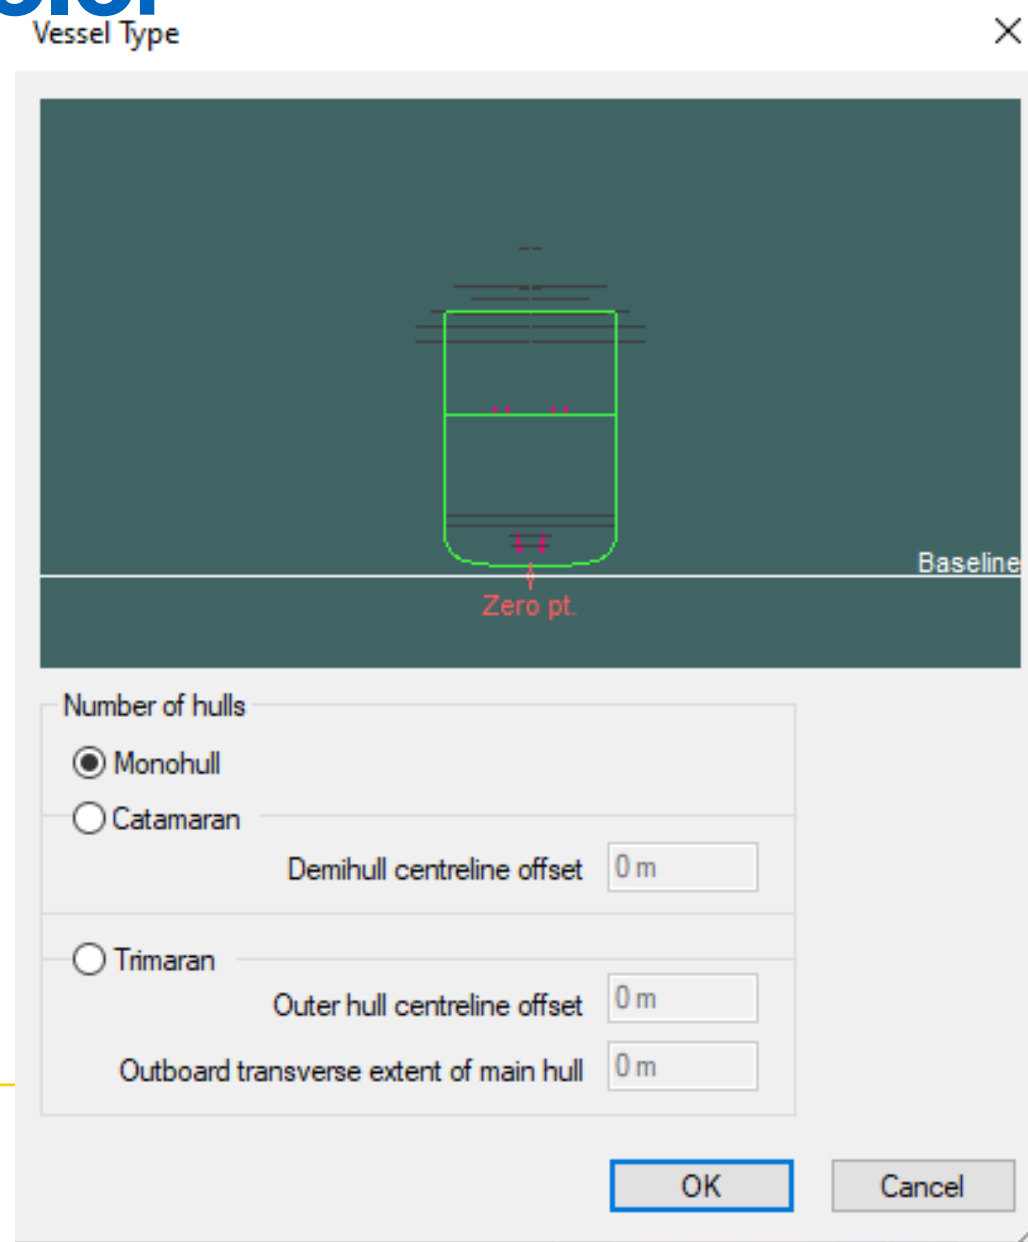 Vessel Type
Baseline
Zero pt.
Number of hulls
Monohull
Catamaran
Demihull centreline offset
0 m
Trimaran
Outer hull centreline offset
0 m
Outboard transverse extent of main hull
0 m
OK
Cancel